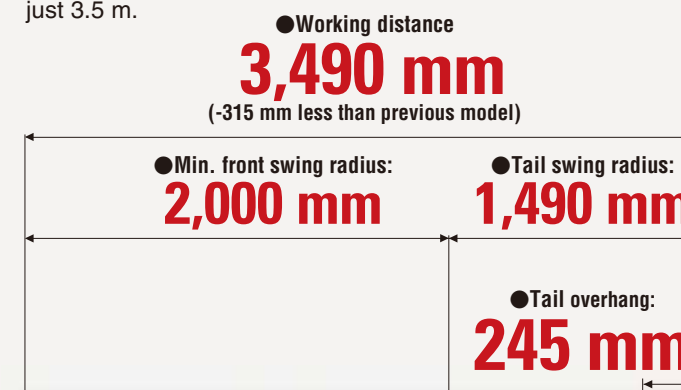 just 3.5 m.
●Working distance
3,490 mm
(-315 mm less than previous model)
●Min. front swing radius:
2,000 mm
●Tail swing radius:
1,490 mm
●Tail overhang:
245 mm